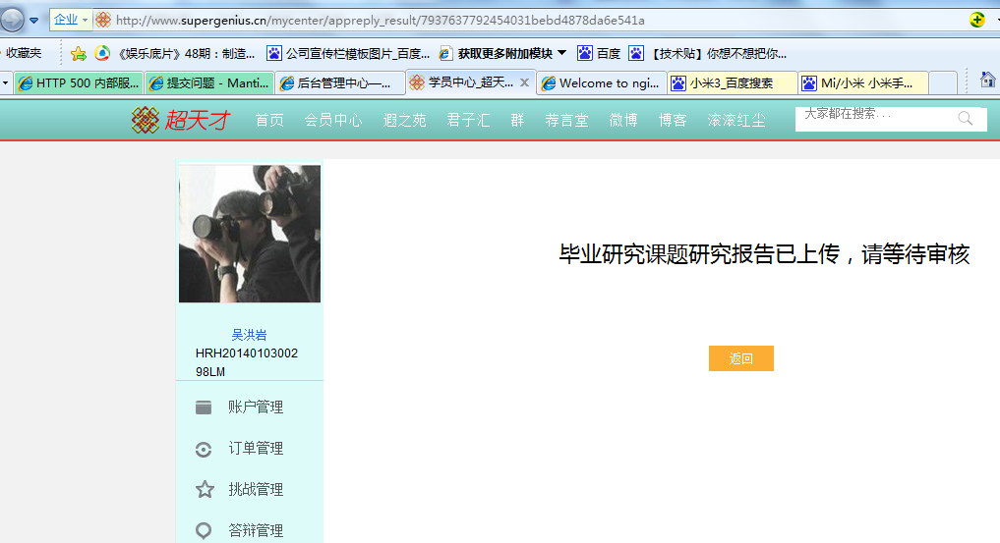 企业 http://www.supergenius.cn/mycenter/appreply_result/7937637792454031bebd4878da6e541a
收藏夹 《娱乐底片》48期：制造... 公司宣传栏模板图片_百度... 获取更多附加模块 百度 【技术贴】你想不想把你...
HTTP 500 内部服... 提交问题 - Manti... 后台管理中心—... 学员中心_超天... X Welcome to ngi... 小米3_百度搜索 Mi/小米 小米手...
超天才 首页 会员中心 遐之苑 君子汇 群 荐言堂 微博 博客 滚滚红尘 大家都在搜索...
毕业研究课题研究报告已上传，请等待审核
返回
吴洪岩
HRH20140103002
98LM
账户管理
订单管理
挑战管理
答辩管理